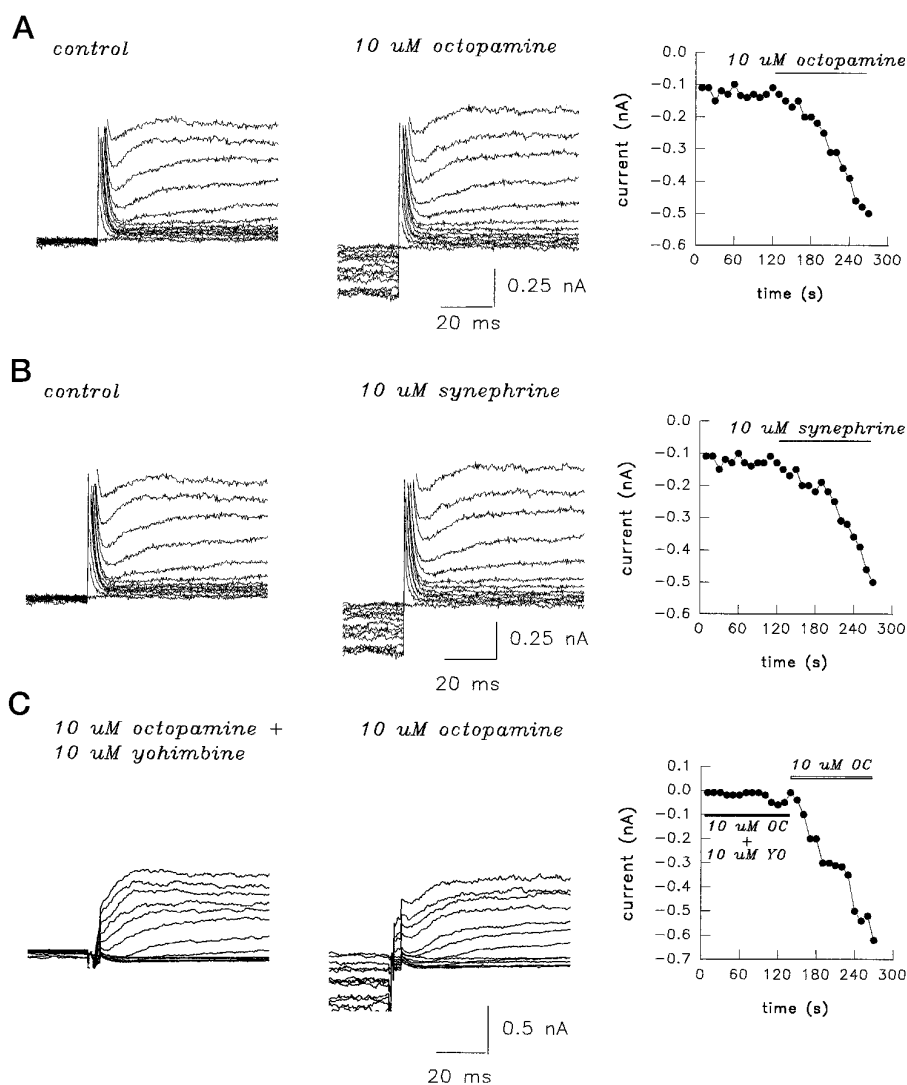 A
control
10 uM octopamine
0.25 nA
20 ms
10 uM octopamine
0.0
−0.1
−0.2
−0.3
−0.4
−0.5
−0.6
current (nA)
0 60 120 180 240 300
time (s)
B
control
10 uM synephrine
0.25 nA
20 ms
10 uM synephrine
0.0
−0.1
−0.2
−0.3
−0.4
−0.5
−0.6
current (nA)
0 60 120 180 240 300
time (s)
C
10 uM octopamine +
10 uM yohimbine
10 uM octopamine
0.5 nA
20 ms
10 uM OC
10 uM OC
+
10 uM YO
0.1
0.0
−0.1
−0.2
−0.3
−0.4
−0.5
−0.6
−0.7
current (nA)
0 60 120 180 240 300
time (s)